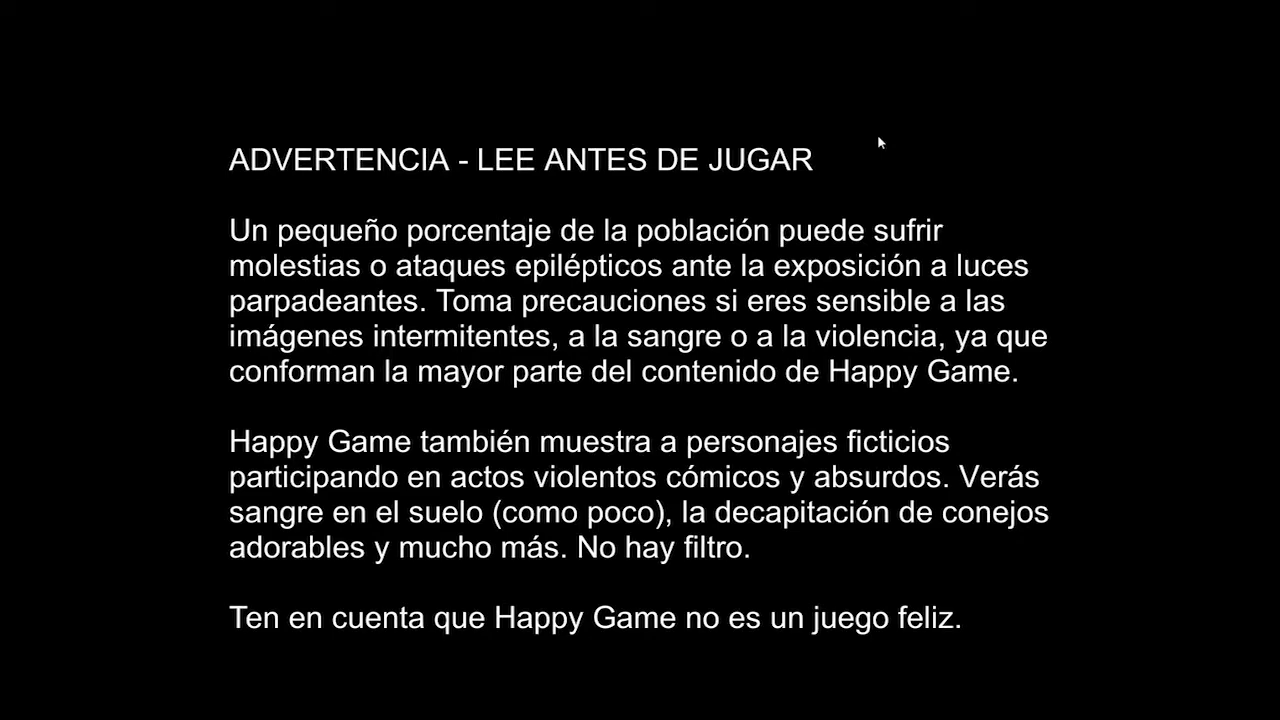 ADVERTENCIA - LEE ANTES DE JUGAR
Un pequeño porcentaje de la población puede sufrir
molestias o ataques epilépticos ante la exposición a luces
parpadeantes. Toma precauciones si eres sensible a las
imágenes intermitentes, a la sangre o a la violencia, ya que
conforman la mayor parte del contenido de Happy Game.
Happy Game también muestra a personajes ficticios
participando en actos violentos cómicos y absurdos. Verás
sangre en el suelo (como poco), la decapitación de conejos
adorables y mucho más. No hay filtro.
Ten en cuenta que Happy Game no es un juego feliz.